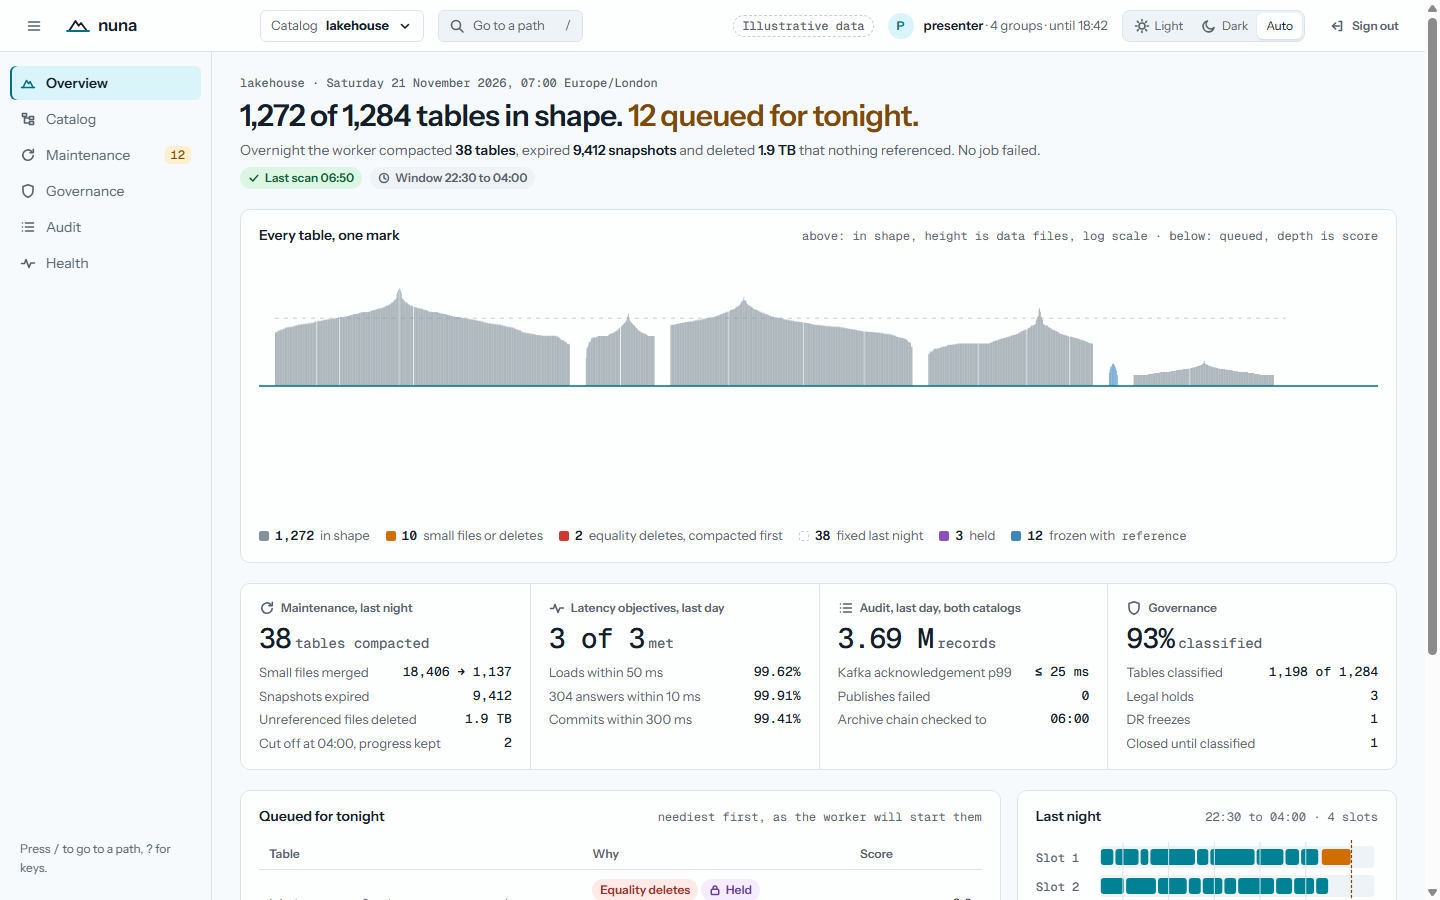 nuna
Catalog lakehouse
Go to a path /
Illustrative data
P presenter · 4 groups · until 18:42
Light Dark Auto
Sign out
Overview
Catalog
Maintenance 12
Governance
Audit
Health
Press / to go to a path, ? for
keys.
lakehouse · Saturday 21 November 2026, 07:00 Europe/London
1,272 of 1,284 tables in shape. 12 queued for tonight.
Overnight the worker compacted 38 tables, expired 9,412 snapshots and deleted 1.9 TB that nothing referenced. No job failed.
Last scan 06:50 Window 22:30 to 04:00
Every table, one mark
above: in shape, height is data files, log scale · below: queued, depth is score
1,272 in shape 10 small files or deletes 2 equality deletes, compacted first 38 fixed last night 3 held 12 frozen with reference
Maintenance, last night
38 tables compacted
Small files merged 18,406 → 1,137
Snapshots expired 9,412
Unreferenced files deleted 1.9 TB
Cut off at 04:00, progress kept 2
Latency objectives, last day
3 of 3 met
Loads within 50 ms 99.62%
304 answers within 10 ms 99.91%
Commits within 300 ms 99.41%
Audit, last day, both catalogs
3.69 M records
Kafka acknowledgement p99 ≤ 25 ms
Publishes failed 0
Archive chain checked to 06:00
Governance
93% classified
Tables classified 1,198 of 1,284
Legal holds 3
DR freezes 1
Closed until classified 1
Queued for tonight
neediest first, as the worker will start them
Table Why Score
Equality deletes Held
Last night
22:30 to 04:00 · 4 slots
Slot 1
Slot 2